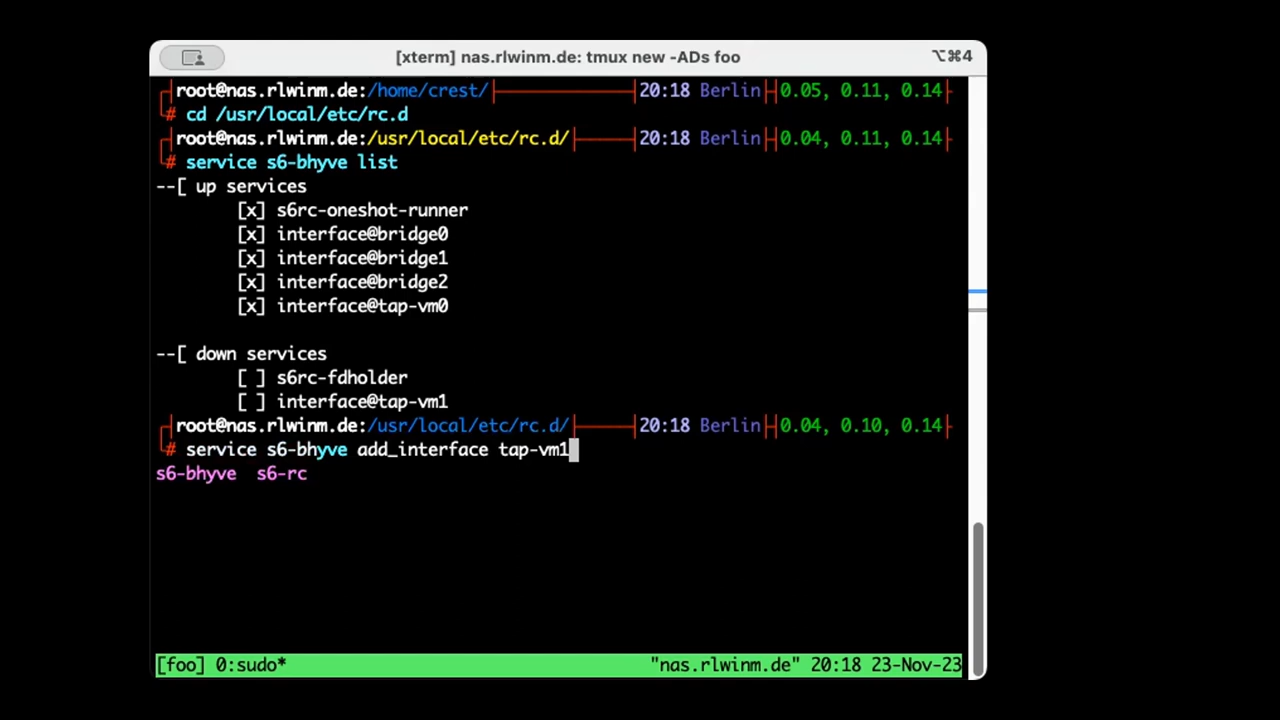 [xterm] nas.rlwinm.de: tmux new -ADs foo ⌥⌘4
root@nas.rlwinm.de:/home/crest/ 20:18 Berlin 0.05, 0.11, 0.14
# cd /usr/local/etc/rc.d
root@nas.rlwinm.de:/usr/local/etc/rc.d/ 20:18 Berlin 0.04, 0.11, 0.14
# service s6-bhyve list
--[ up services
[x] s6rc-oneshot-runner
[x] interface@bridge0
[x] interface@bridge1
[x] interface@bridge2
[x] interface@tap-vm0
--[ down services
[ ] s6rc-fdholder
[ ] interface@tap-vm1
root@nas.rlwinm.de:/usr/local/etc/rc.d/ 20:18 Berlin 0.04, 0.10, 0.14
# service s6-bhyve add_interface tap-vm1
s6-bhyve s6-rc
[foo] 0:sudo* "nas.rlwinm.de" 20:18 23-Nov-23